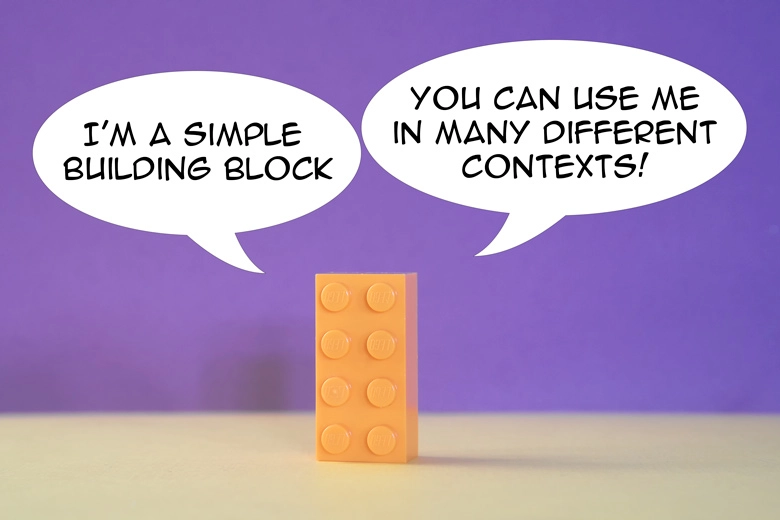 I'M A SIMPLE
BUILDING BLOCK
YOU CAN USE ME
IN MANY DIFFERENT
CONTEXTS!